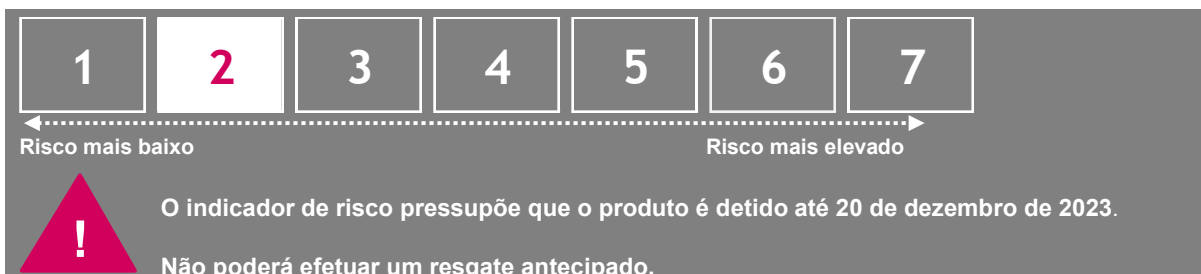 1 2 3 4 5 6 7
Risco mais baixo Risco mais elevado
! O indicador de risco pressupõe que o produto é detido até 20 de dezembro de 2023.
Não poderá efetuar um resgate antecipado.